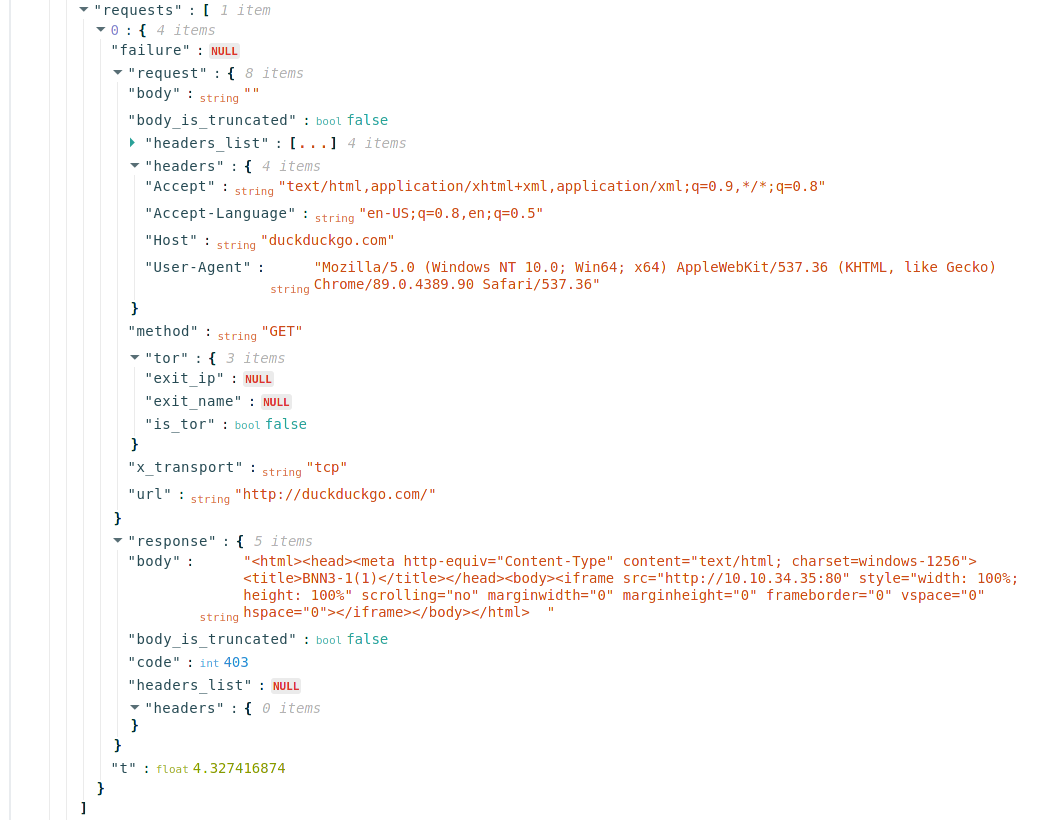 "requests" : [ 1 item
0 : { 4 items
"failure" : NULL
"request" : { 8 items
"body" : string ""
"body_is_truncated" : bool false
"headers_list" : [...] 4 items
"headers" : { 4 items
"Accept" : string "text/html,application/xhtml+xml,application/xml;q=0.9,*/*;q=0.8"
"Accept-Language" : string "en-US;q=0.8,en;q=0.5"
"Host" : string "duckduckgo.com"
"User-Agent" : "Mozilla/5.0 (Windows NT 10.0; Win64; x64) AppleWebKit/537.36 (KHTML, like Gecko)
string Chrome/89.0.4389.90 Safari/537.36"
}
"method" : string "GET"
"tor" : { 3 items
"exit_ip" : NULL
"exit_name" : NULL
"is_tor" : bool false
}
"x_transport" : string "tcp"
"url" : string "http://duckduckgo.com/"
}
"response" : { 5 items
"body" : "<html><head><meta http-equiv="Content-Type" content="text/html; charset=windows-1256">
<title>BNN3-1(1)</title></head><body><iframe src="http://10.10.34.35:80" style="width: 100%;
height: 100%" scrolling="no" marginwidth="0" marginheight="0" frameborder="0" vspace="0"
string hspace="0"></iframe></body></html>  "
"body_is_truncated" : bool false
"code" : int 403
"headers_list" : NULL
"headers" : { 0 items
}
}
"t" : float 4.327416874
}
]